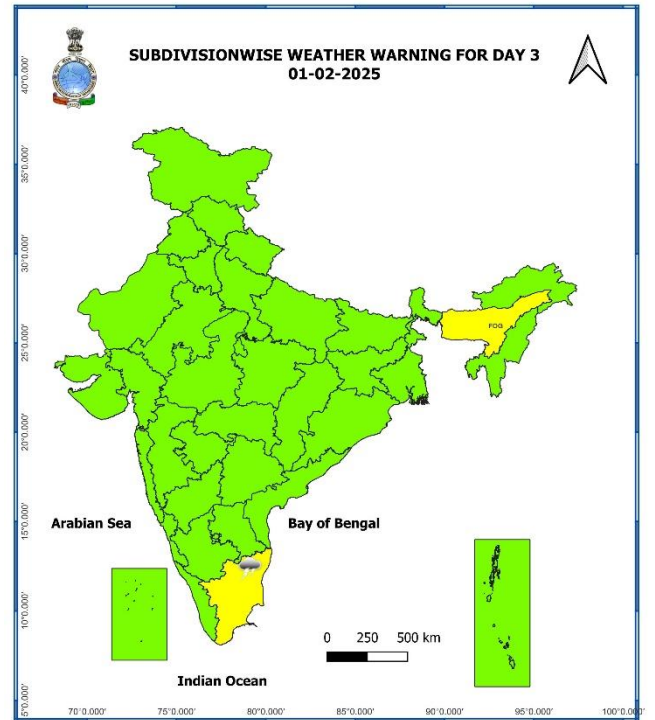 SUBDIVISIONWISE WEATHER WARNING FOR DAY 3
01-02-2025
40°0.000'
35°0.000'
30°0.000'
25°0.000'
20°0.000'
15°0.000'
10°0.000'
5°0.000'
FOG
Arabian Sea
Bay of Bengal
0 250 500 km
Indian Ocean
70°0.000' 75°0.000' 80°0.000' 85°0.000' 90°0.000' 95°0.000' 100°0.000'